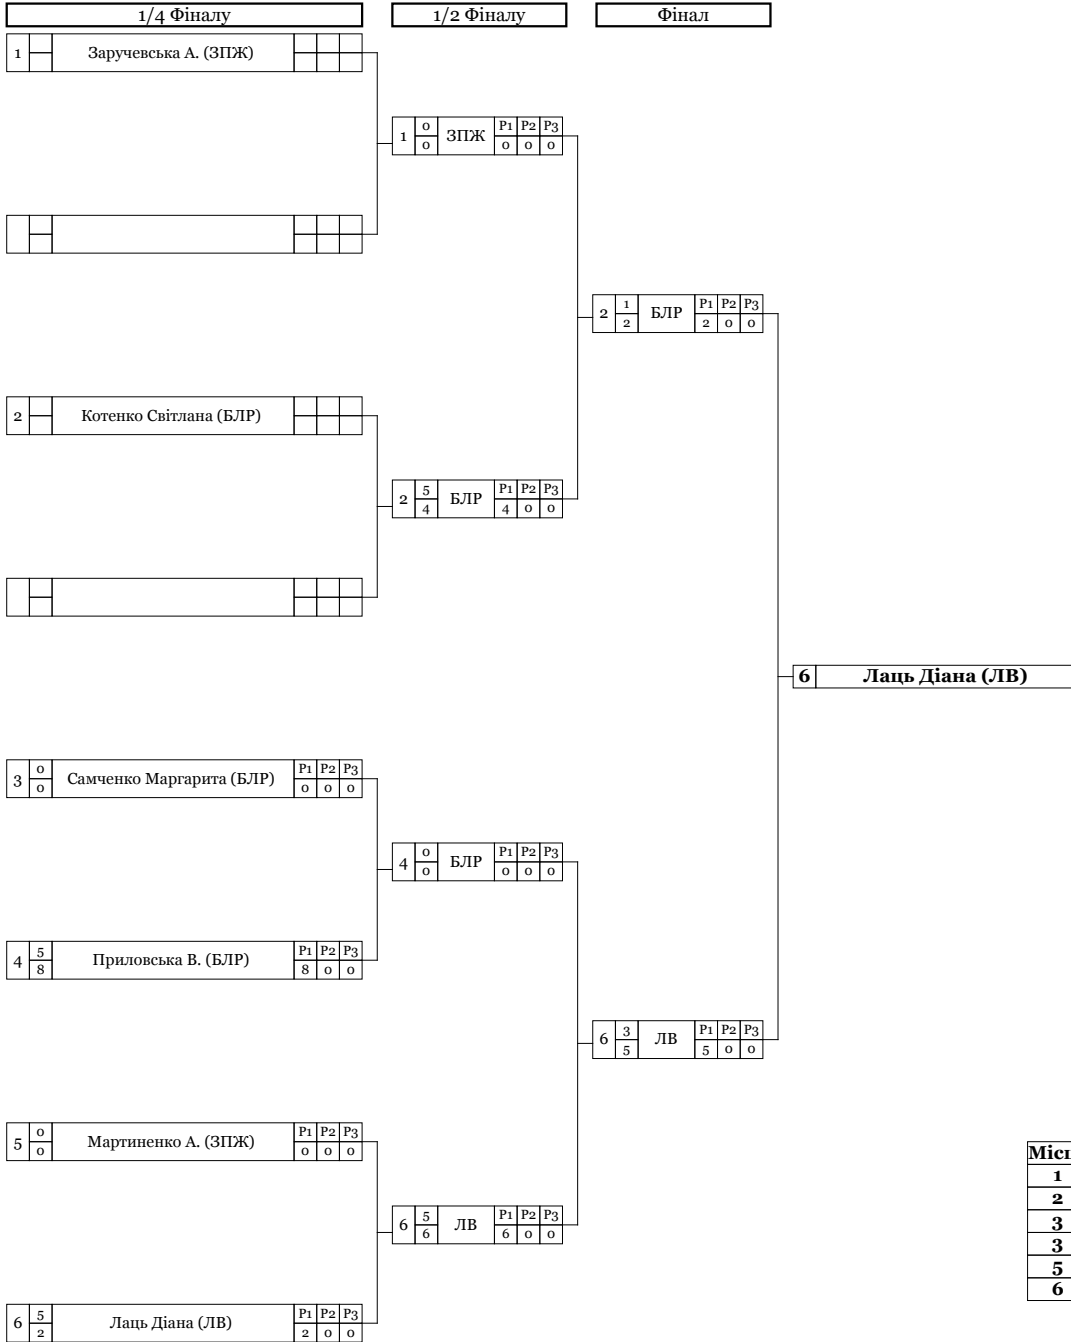 1/4 Фіналу 1/2 Фіналу Фінал
1 Заручевська А. (ЗПЖ)
0 P1 P2 P3
1 ЗПЖ
0 0 0 0
1 P1 P2 P3
2 БЛР
2 2 0 0
2 Котенко Світлана (БЛР)
5 P1 P2 P3
2 БЛР
4 4 0 0
6 Лаць Діана (ЛВ)
0 P1 P2 P3
3 Самченко Маргарита (БЛР)
0 0 0 0
0 P1 P2 P3
4 БЛР
0 0 0 0
5 P1 P2 P3
4 Приловська В. (БЛР)
8 8 0 0
3 P1 P2 P3
6 ЛВ
5 5 0 0
0 P1 P2 P3
5 Мартиненко А. (ЗПЖ)
0 0 0 0
Міс
1
2
3
3
5
6
5 P1 P2 P3
6 ЛВ
6 6 0 0
5 P1 P2 P3
6 Лаць Діана (ЛВ)
2 2 0 0